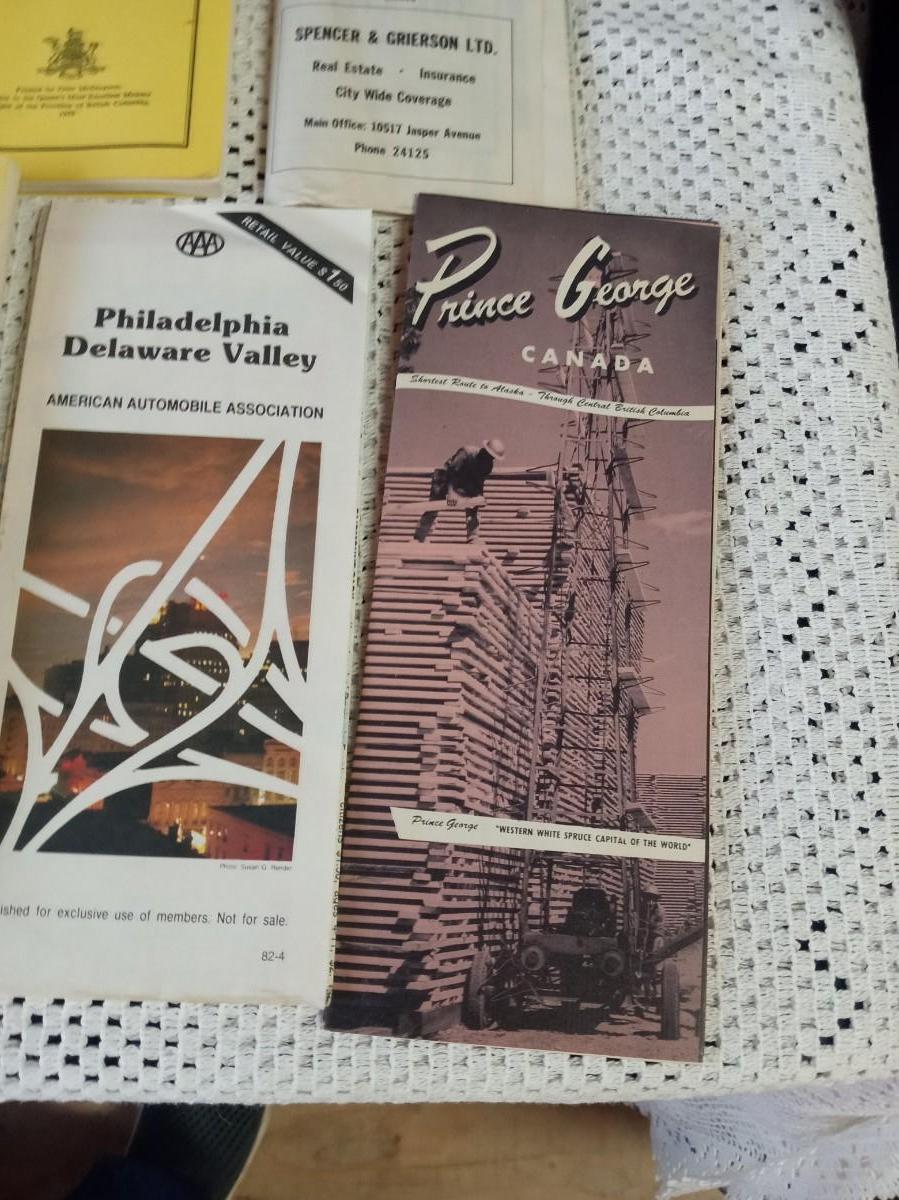 SPENCER & GRIERSON LTD.
Real Estate - Insurance
City Wide Coverage
Main Office: 10517 Jasper Avenue
Phone 24125
AAA
RETAIL VALUE $1.50
Philadelphia
Delaware Valley
AMERICAN AUTOMOBILE ASSOCIATION
Photo: Susan G.
ished for exclusive use of members. Not for sale.
82-4
Prince George
CANADA
Shortest Route to Alaska - Through Central British Columbia
Prince George "WESTERN WHITE SPRUCE CAPITAL OF THE WORLD"